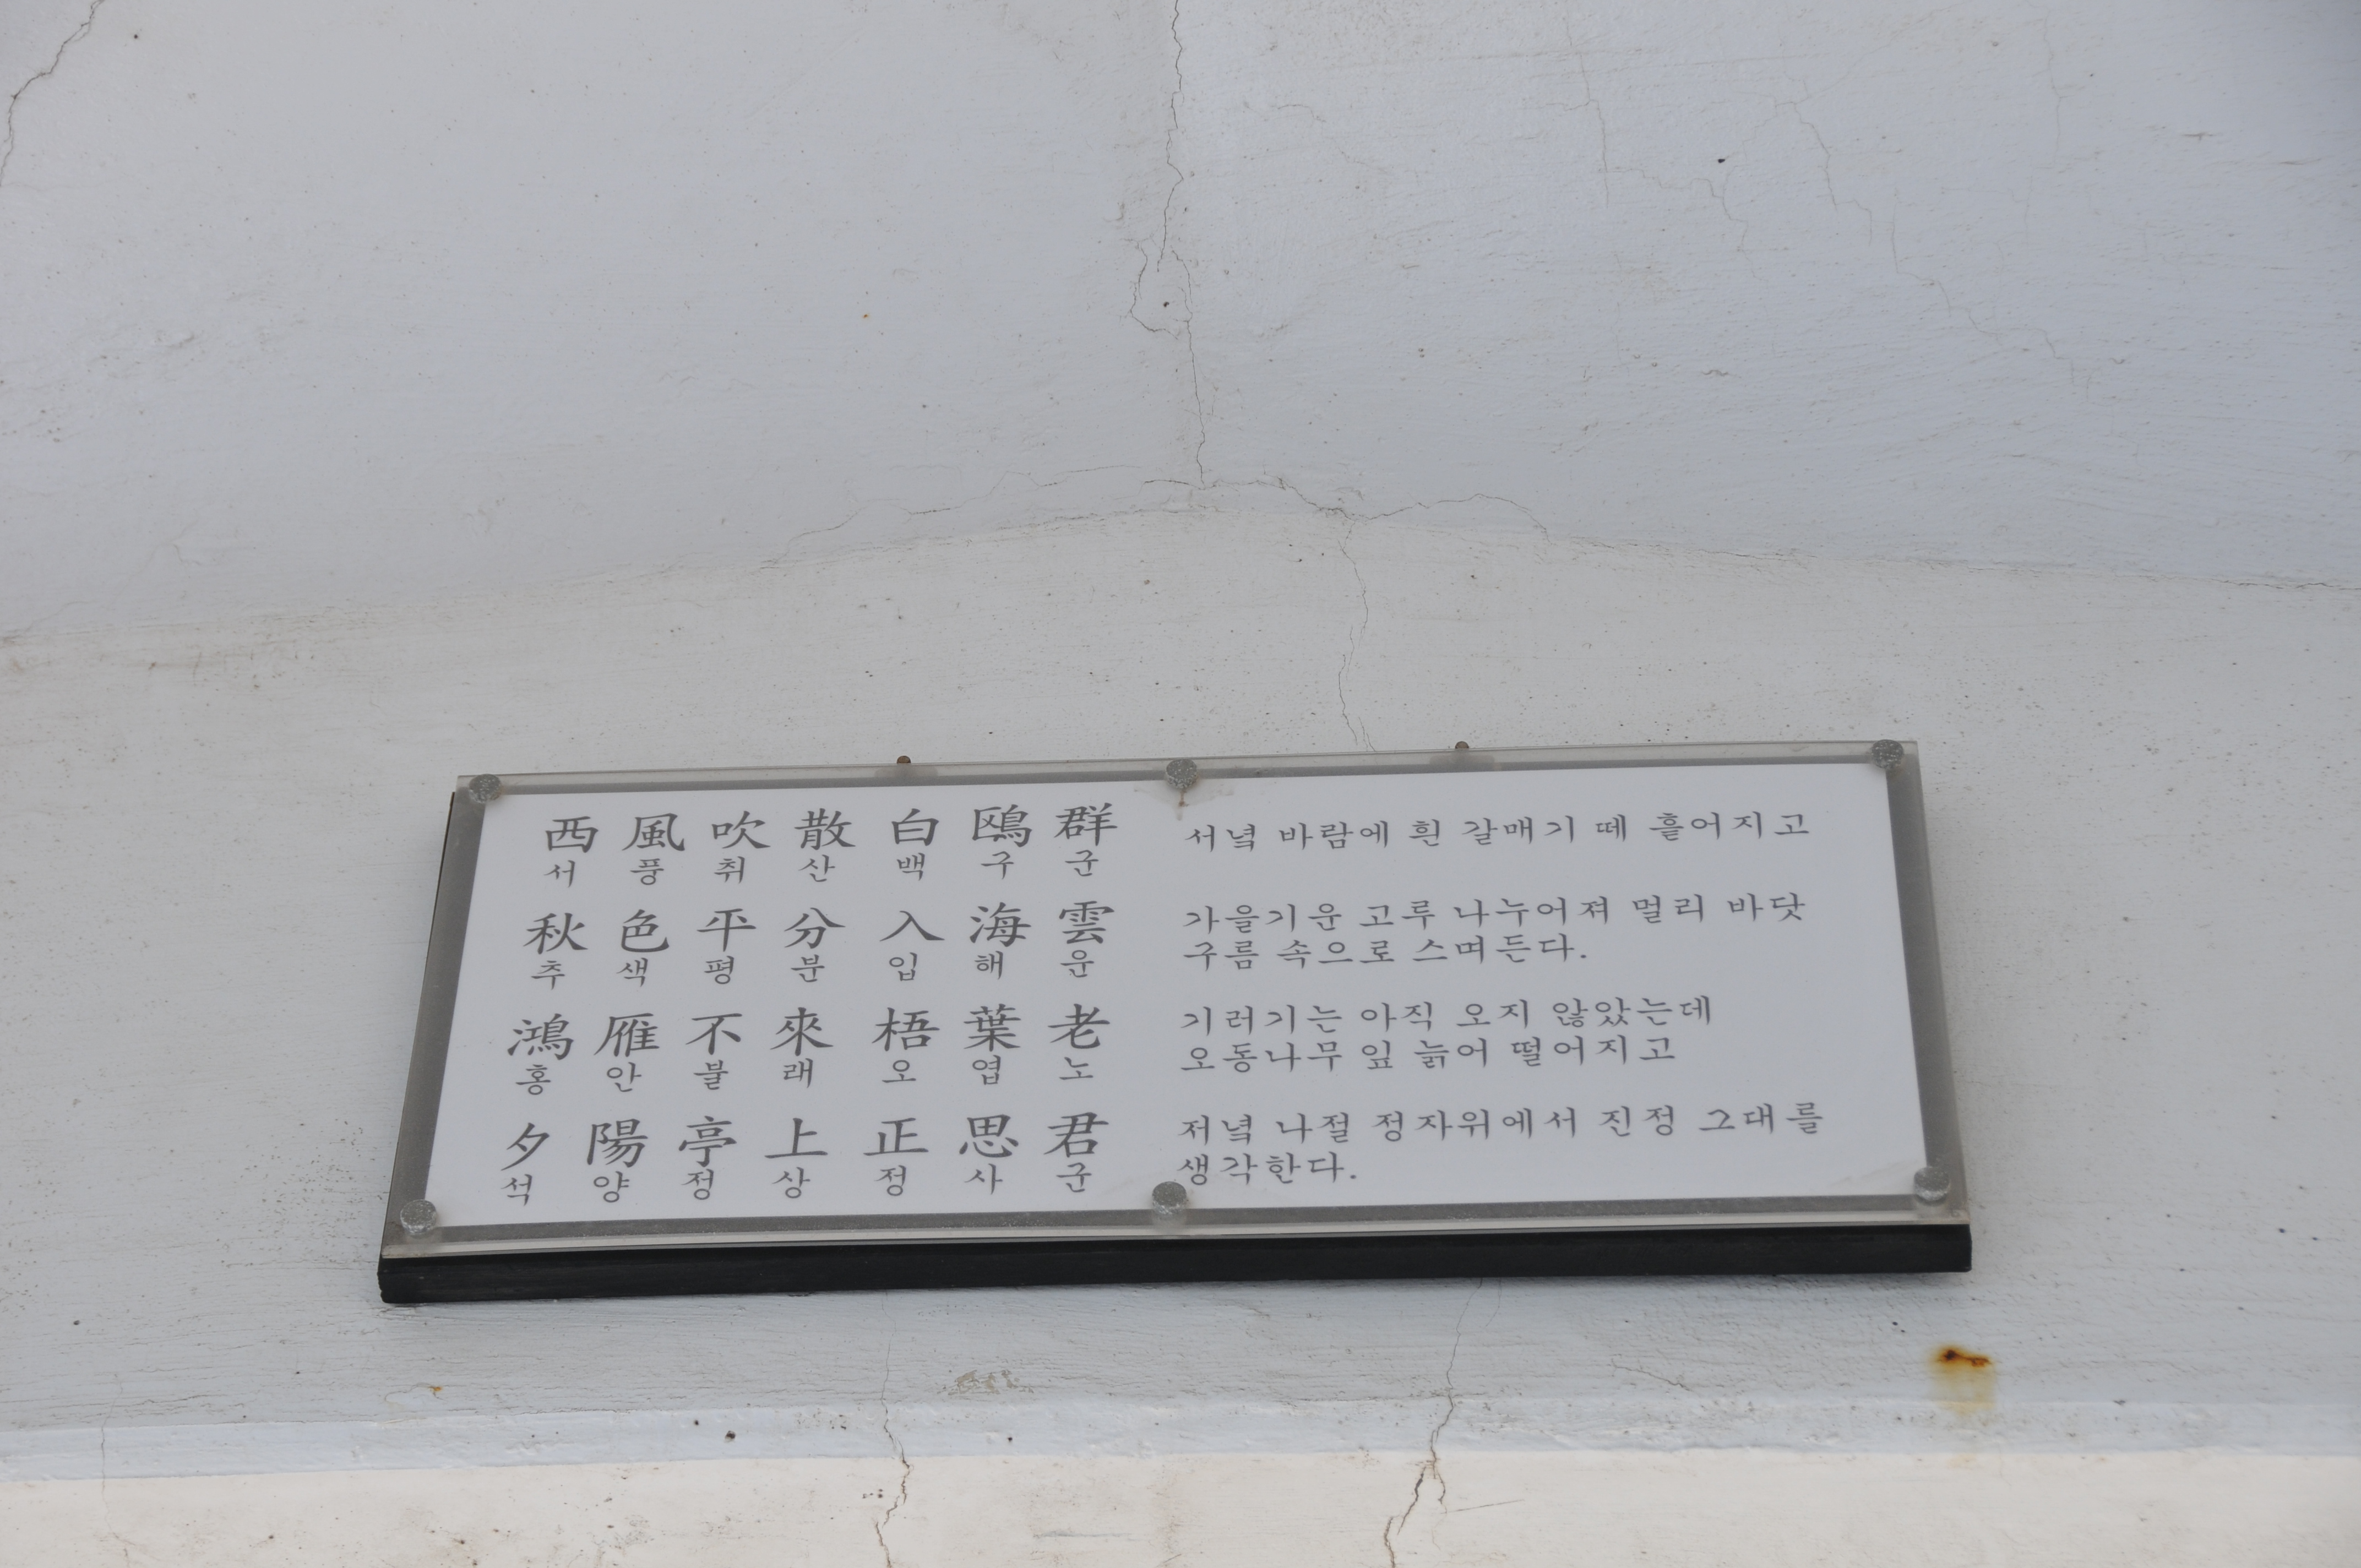 西風吹散白鷗群
서풍취산백구군
서녘 바람에 흰 갈매기 떼 흩어지고
秋色平分入海雲
추색평분입해운
가을기운 고루 나누어져 멀리 바닷
구름 속으로 스며든다.
鴻雁不來梧葉老
홍안불래오엽노
기러기는 아직 오지 않았는데
오동나무 잎 늙어 떨어지고
夕陽亭上正思君
석양정상정사군
저녘 나절 정자위에서 진정 그대를
생각한다.